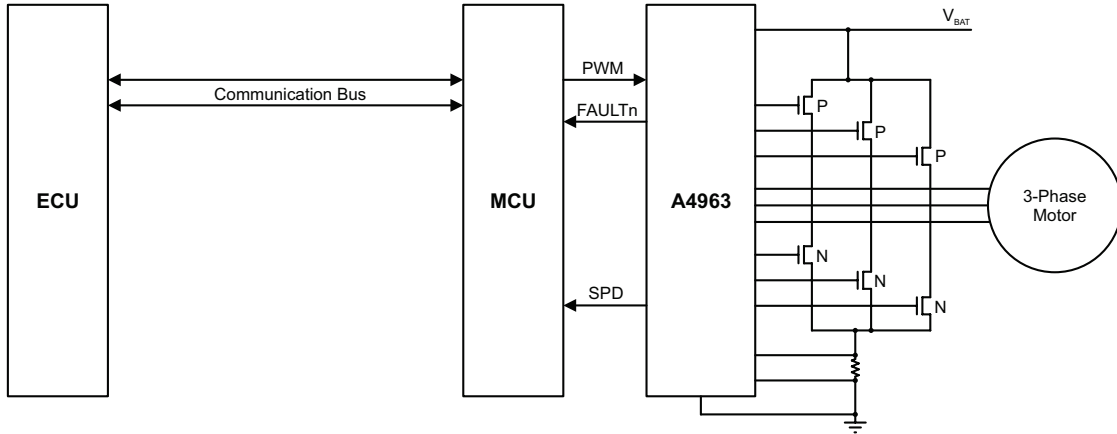 V_BAT
PWM
Communication Bus
FAULTn
P
P
P
ECU
MCU
A4963
3-Phase
Motor
N
N
N
SPD